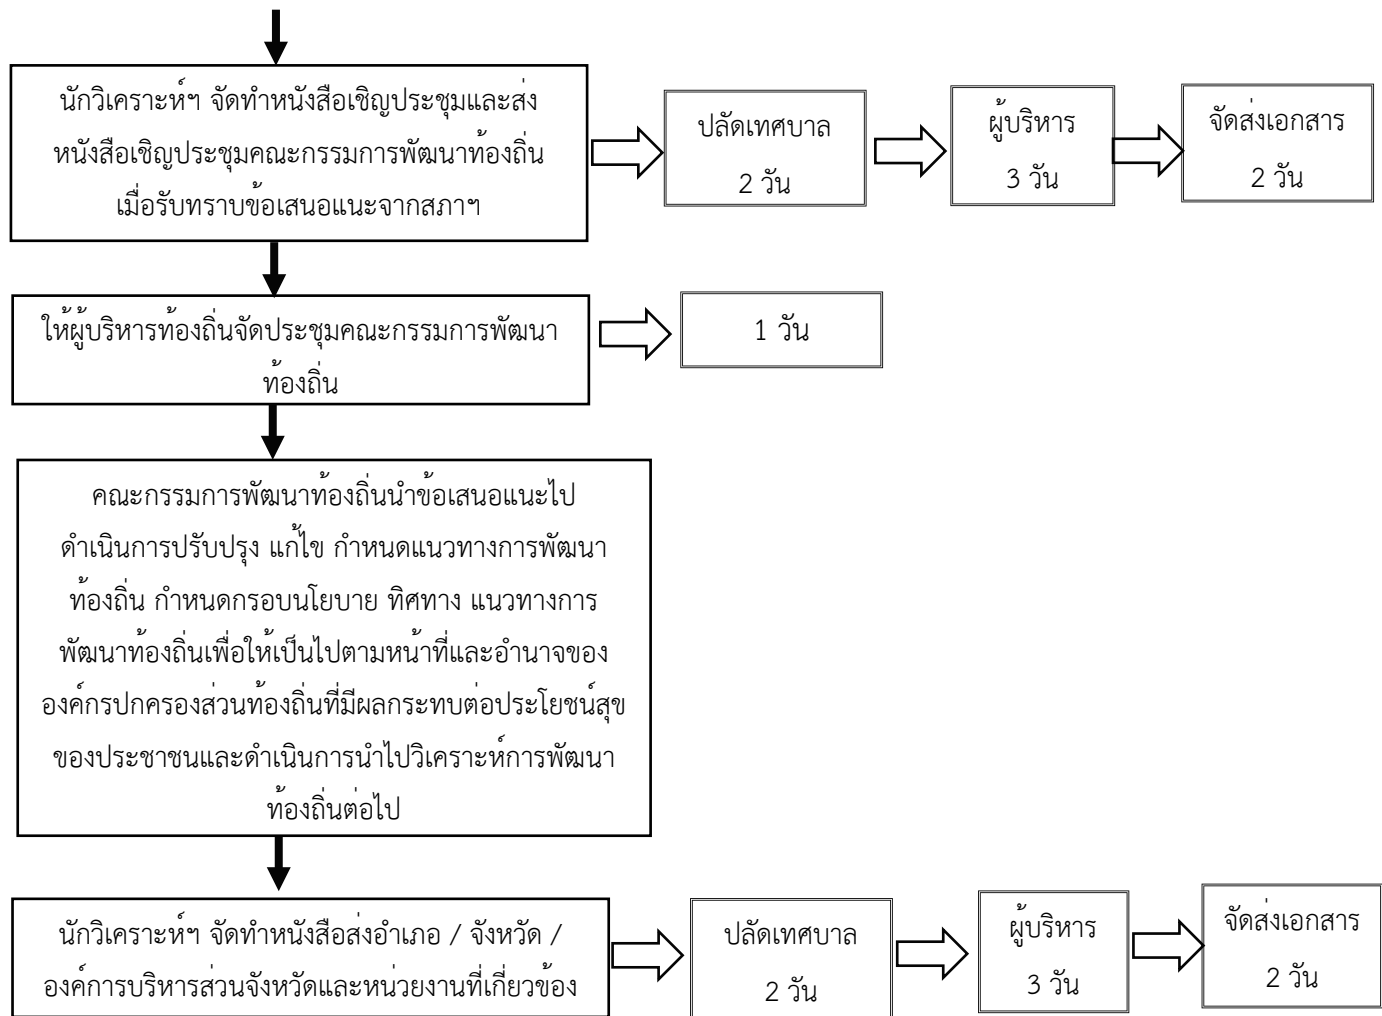 นักวิเคราะห์ฯ จัดทำหนังสือเชิญประชุมและส่ง
หนังสือเชิญประชุมคณะกรรมการพัฒนาท้องถิ่น
เมื่อรับทราบข้อเสนอแนะจากสภาฯ
ปลัดเทศบาล
2 วัน
ผู้บริหาร
3 วัน
จัดส่งเอกสาร
2 วัน
ให้ผู้บริหารท้องถิ่นจัดประชุมคณะกรรมการพัฒนา
ท้องถิ่น
1 วัน
คณะกรรมการพัฒนาท้องถิ่นนำข้อเสนอแนะไป
ดำเนินการปรับปรุง แก้ไข กำหนดแนวทางการพัฒนา
ท้องถิ่น กำหนดกรอบนโยบาย ทิศทาง แนวทางการ
พัฒนาท้องถิ่นเพื่อให้เป็นไปตามหน้าที่และอำนาจของ
องค์กรปกครองส่วนท้องถิ่นที่มีผลกระทบต่อประโยชน์สุข
ของประชาชนและดำเนินการนำไปวิเคราะห์การพัฒนา
ท้องถิ่นต่อไป
นักวิเคราะห์ฯ จัดทำหนังสือส่งอำเภอ / จังหวัด /
องค์การบริหารส่วนจังหวัดและหน่วยงานที่เกี่ยวข้อง
ปลัดเทศบาล
2 วัน
ผู้บริหาร
3 วัน
จัดส่งเอกสาร
2 วัน